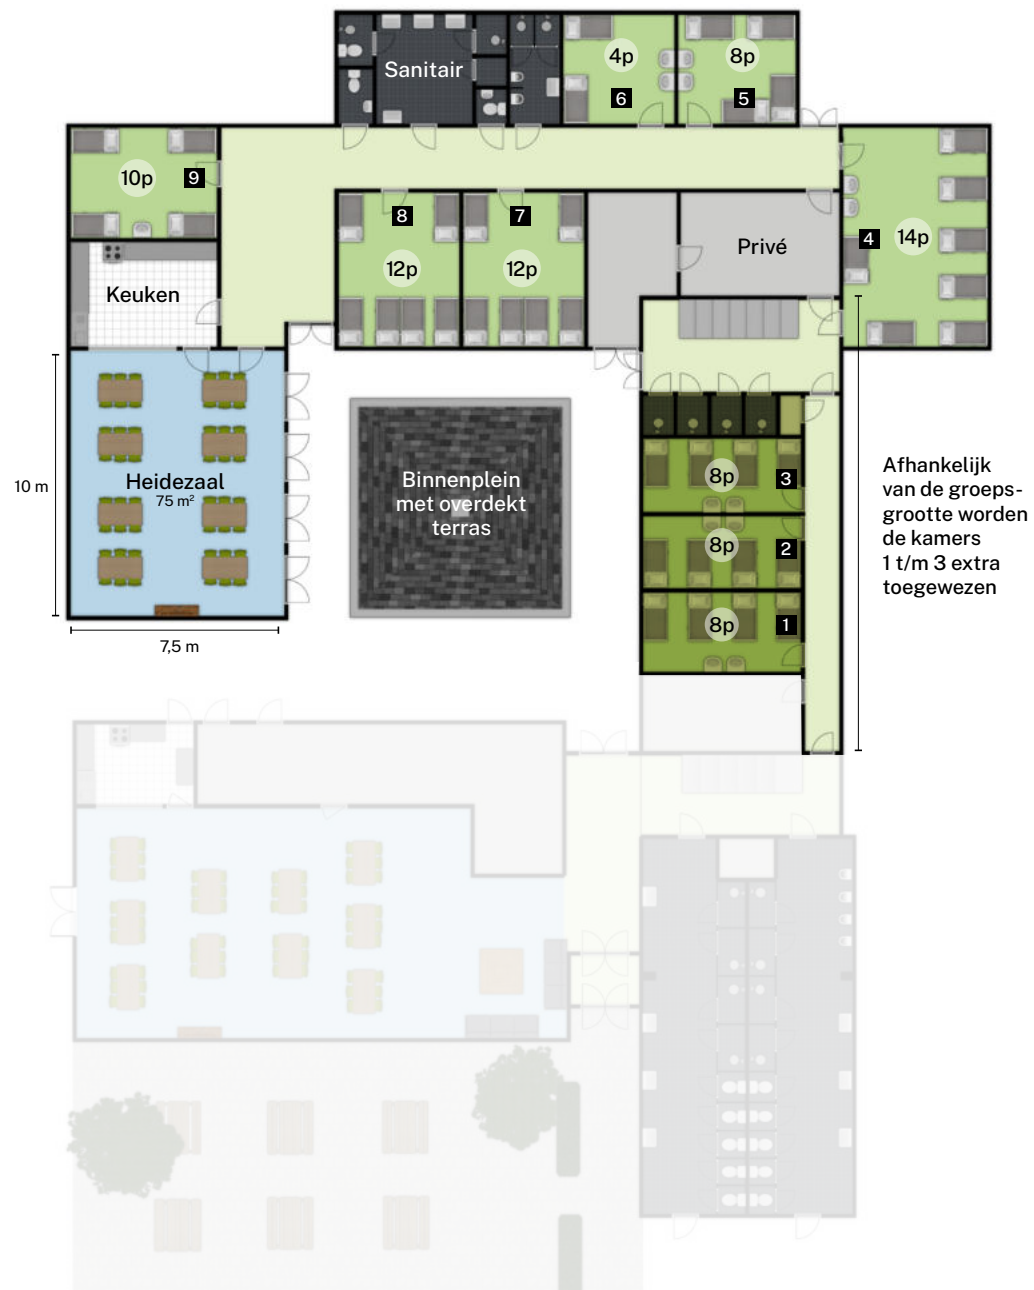 Sanitair
4p
6
8p
5
10p
9
8
12p
7
12p
Privé
4
14p
Keuken
10 m
Heidezaal
75 m²
7,5 m
Binnenplein
met overdekt
terras
8p
3
8p
2
8p
1
Afhankelijk
van de groeps-
grootte worden
de kamers
1 t/m 3 extra
toegewezen